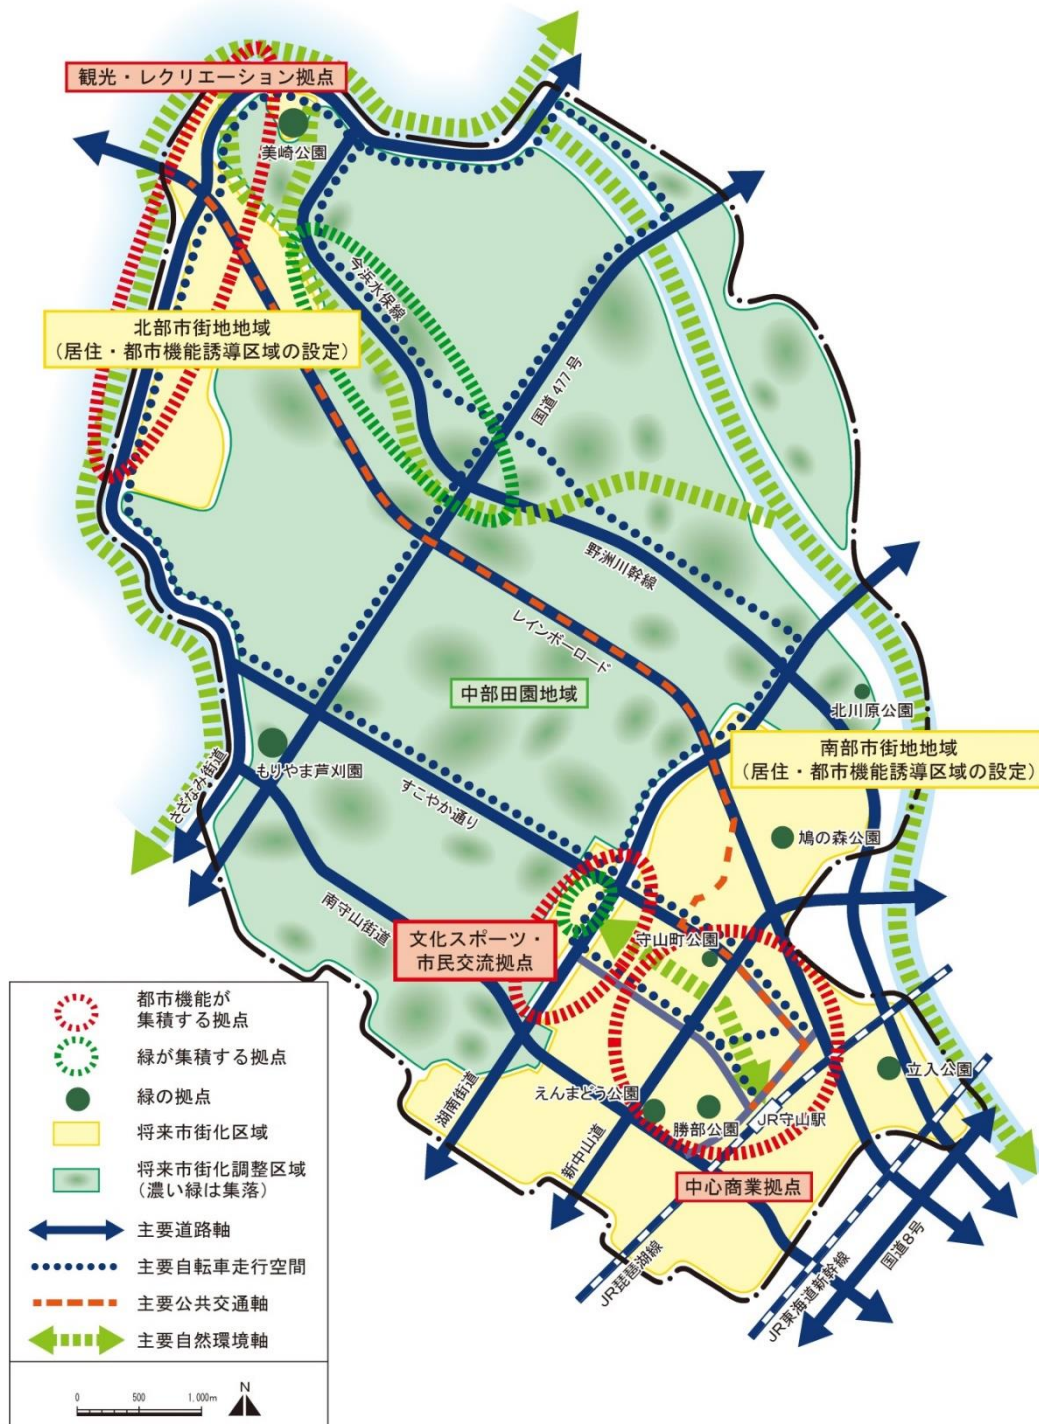 観光・レクリエーション拠点
美崎公園
今浜水保線
北部市街地地域
（居住・都市機能誘導区域の設定）
国道 477 号
野洲川幹線
レインボーロード
中部田園地域
北川原公園
南部市街地地域
（居住・都市機能誘導区域の設定）
さざなみ街道
もりやま芦刈園
すこやか通り
鳩の森公園
南守山街道
文化スポーツ・
市民交流拠点
守山町公園
立入公園
えんまどう公園
勝部公園
JR守山駅
湖南街道
新中山道
中心商業拠点
JR琵琶湖線
JR東海道新幹線
国道8号
都市機能が
集積する拠点
緑が集積する拠点
緑の拠点
将来市街化区域
将来市街化調整区域
（濃い緑は集落）
主要道路軸
主要自転車走行空間
主要公共交通軸
主要自然環境軸
0 500 1,000m
N